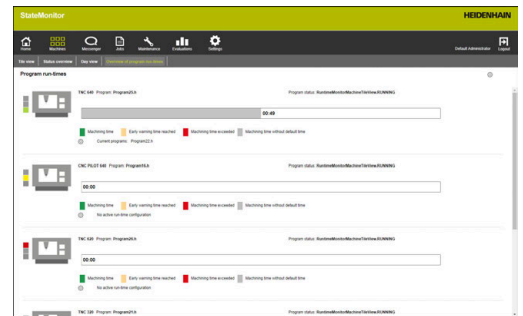 StateMonitor
HEIDENHAIN
Home Machines Messenger Jobs Maintenance Evaluations Settings Default Administrator Logout
Tile view Status overview Day view Overview of program run-times
Program run-times
TNC 640 Program: Program21.h Program status: RuntimeMonitorMachineTileView.RUNNING
00:49
Machining time Early warning time reached Machining time exceeded Machining time without default time
Current programs: Program22.h
CNC PILOT 640 Program: Program19.h Program status: RuntimeMonitorMachineTileView.RUNNING
00:00
Machining time Early warning time reached Machining time exceeded Machining time without default time
No active run-time configuration
TNC 620 Program: Program20.h Program status: RuntimeMonitorMachineTileView.RUNNING
00:00
Machining time Early warning time reached Machining time exceeded Machining time without default time
No active run-time configuration
TNC 320 Program: Program21.h Program status: RuntimeMonitorMachineTileView.RUNNING